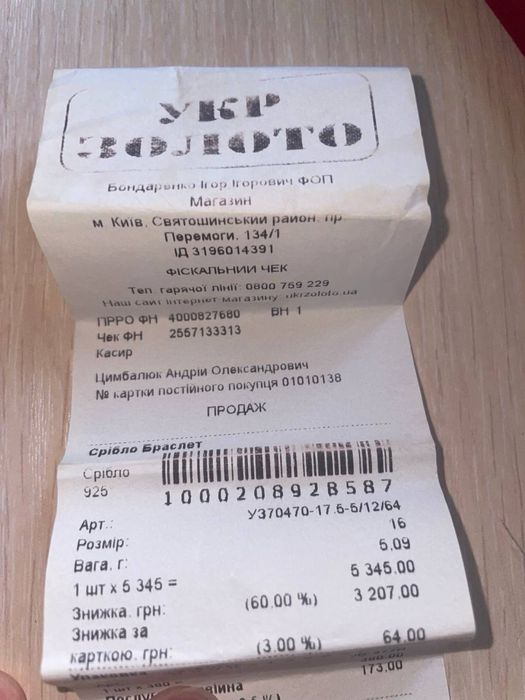 УКР
ЗОЛОТО
Бондаренко Ігор Ігорович ФОП
Магазин
м. Київ, Святошинський район, пр.
Перемоги, 134/1
ІД 3196014391
ФІСКАЛЬНИЙ ЧЕК
Тел. гарячої лінії: 0800 759 229
Наш сайт інтернет магазину: ukrzoloto.ua
ПРРО ФН 4000827680 ВН 1
Чек ФН 2557133313
Касир
Цимбалюк Андрій Олександрович
№ картки постійного покупця 01010138
ПРОДАЖ
Срібло Браслет
Срібло
925
1000208928587
Арт.: У370470-17.5-5/12/64
Розмір: 16
Вага, г: 5,09
1 шт x 5 345 = 5 345,00
Знижка, грн: (60,00 %) 3 207,00
Знижка за
карткою, грн: (3,00 %) 64,00
173,00